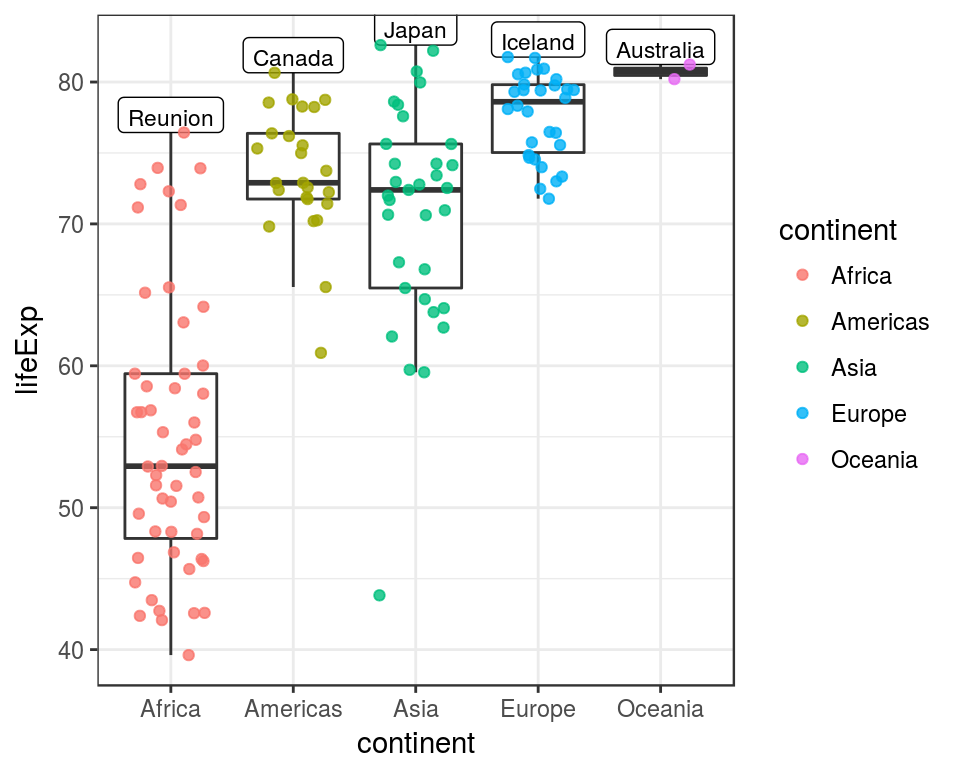 Japan
Iceland
Canada
Australia
Reunion
80
70
60
50
40
lifeExp
Africa
Americas
Asia
Europe
Oceania
continent
continent
Africa
Americas
Asia
Europe
Oceania